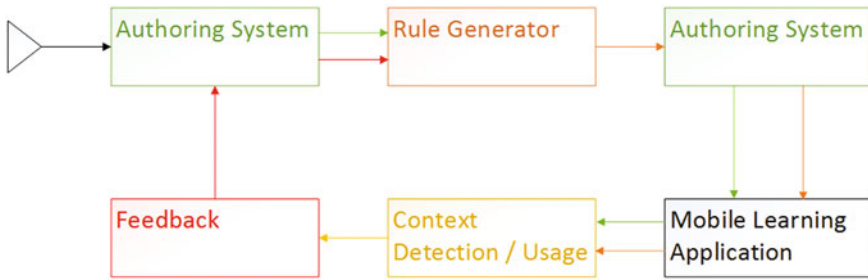 Authoring System
Rule Generator
Authoring System
Feedback
Context
Detection / Usage
Mobile Learning
Application